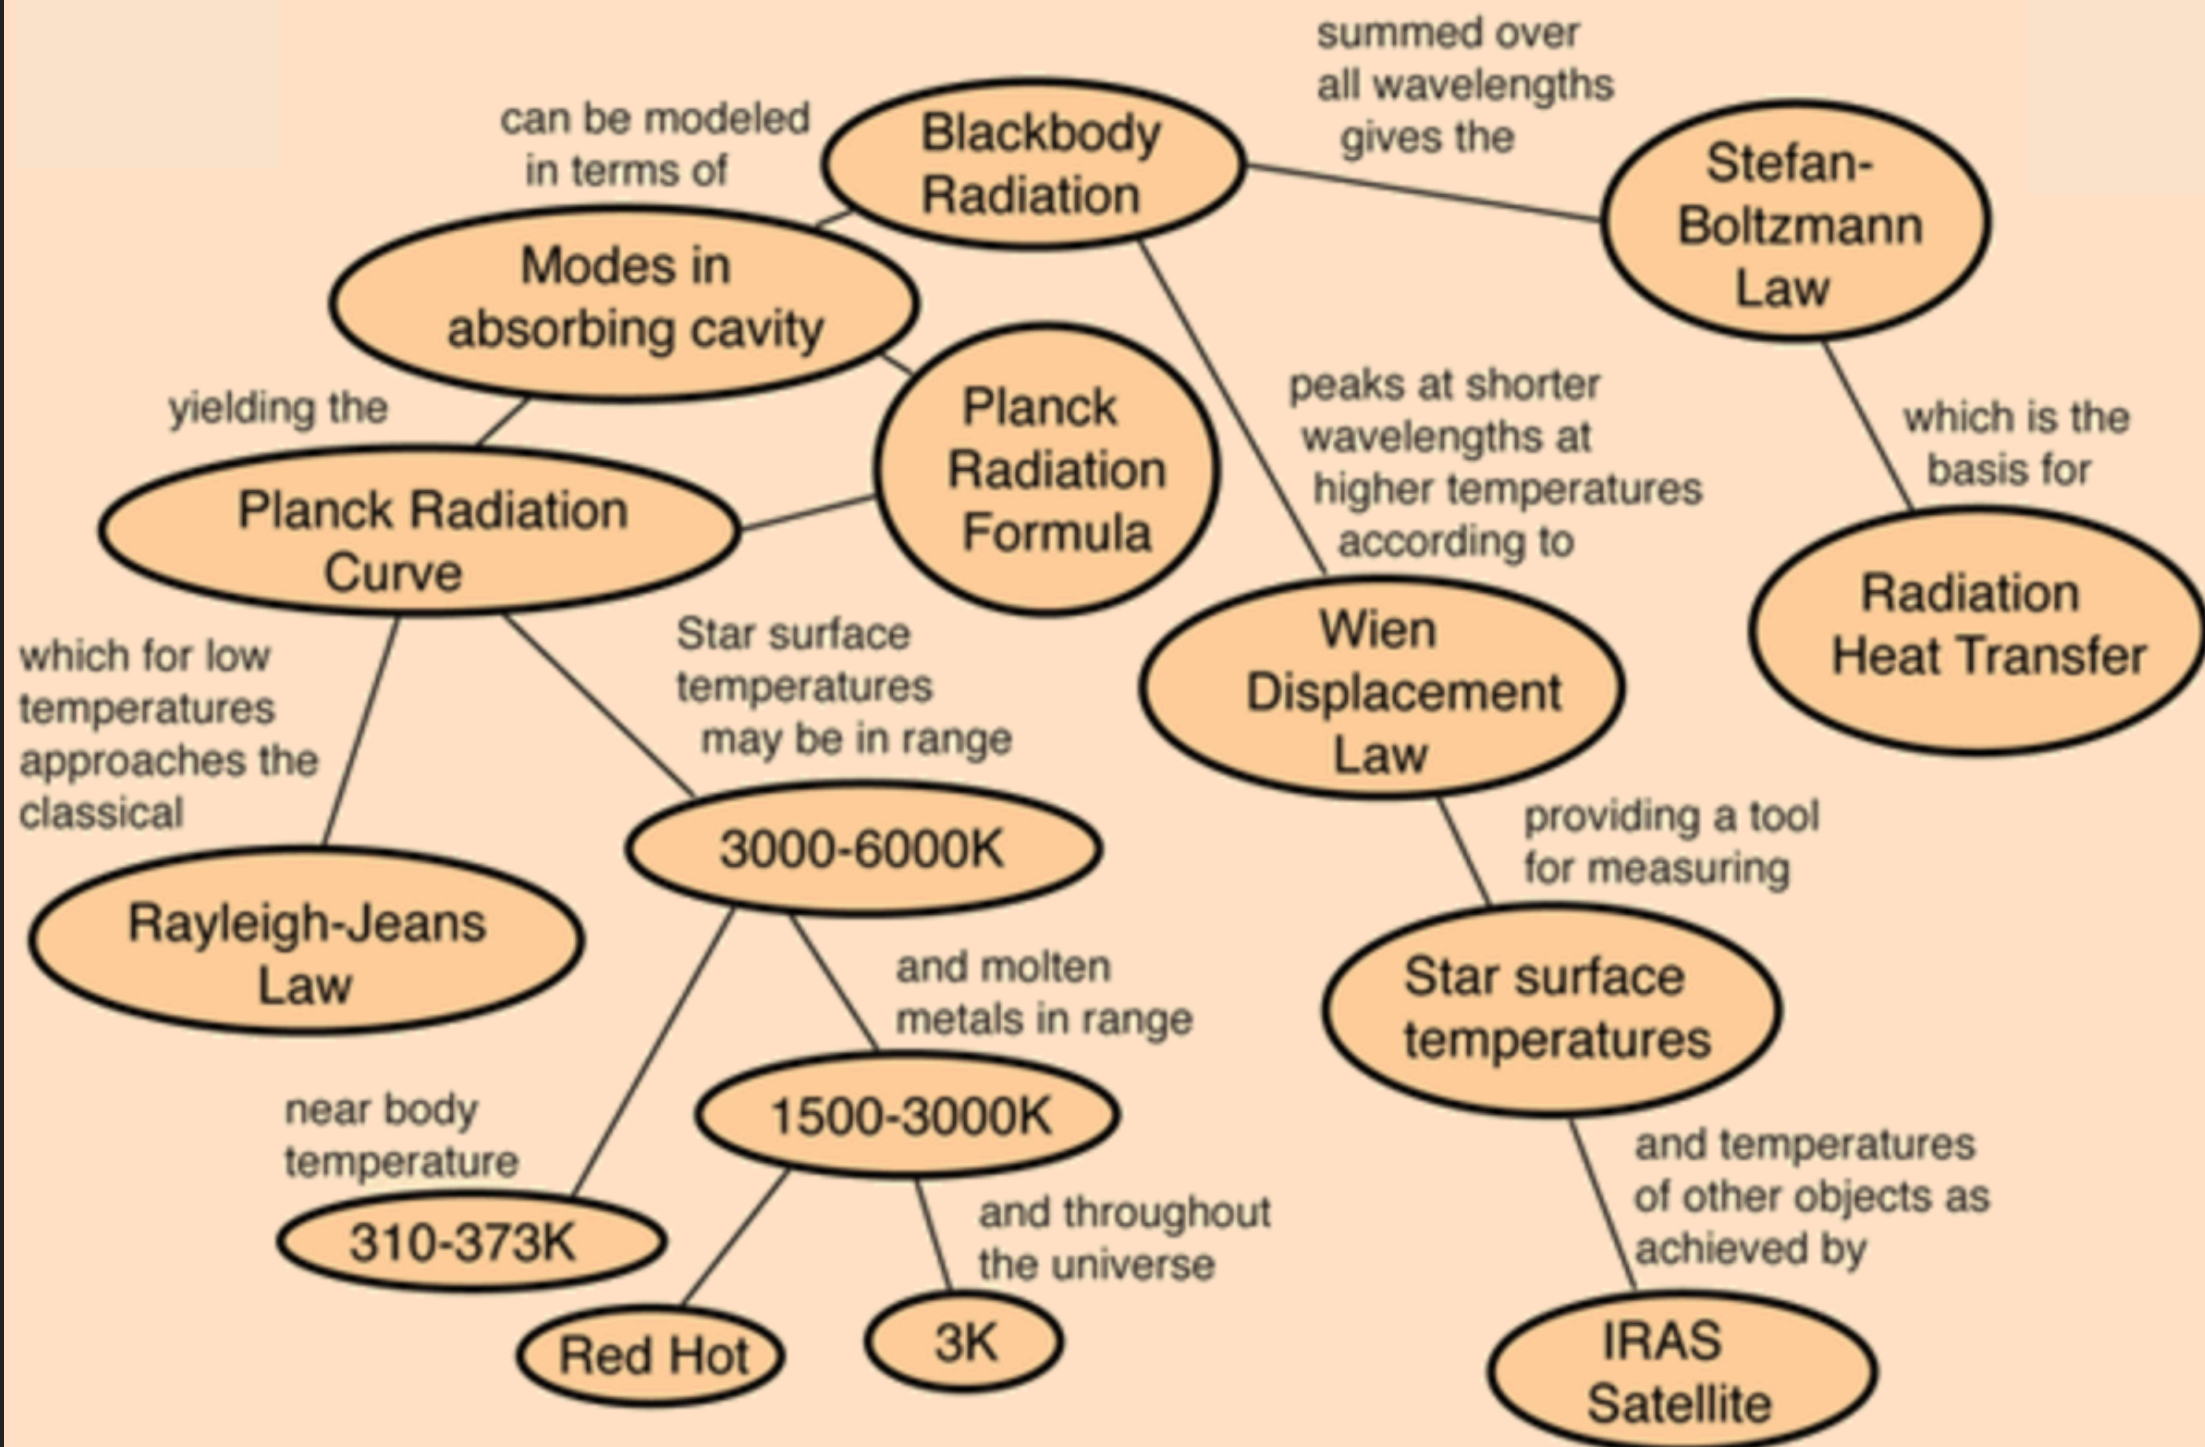 summed over
all wavelengths
gives the
can be modeled
in terms of
Blackbody
Radiation
Stefan-
Boltzmann
Law
Modes in
absorbing cavity
yielding the
Planck
Radiation
Formula
peaks at shorter
wavelengths at
higher temperatures
according to
which is the
basis for
Planck Radiation
Curve
Radiation
Heat Transfer
which for low
temperatures
approaches the
classical
Star surface
temperatures
may be in range
Wien
Displacement
Law
3000-6000K
providing a tool
for measuring
Rayleigh-Jeans
Law
and molten
metals in range
Star surface
temperatures
near body
temperature
1500-3000K
and temperatures
of other objects as
achieved by
310-373K
and throughout
the universe
Red Hot
3K
IRAS
Satellite